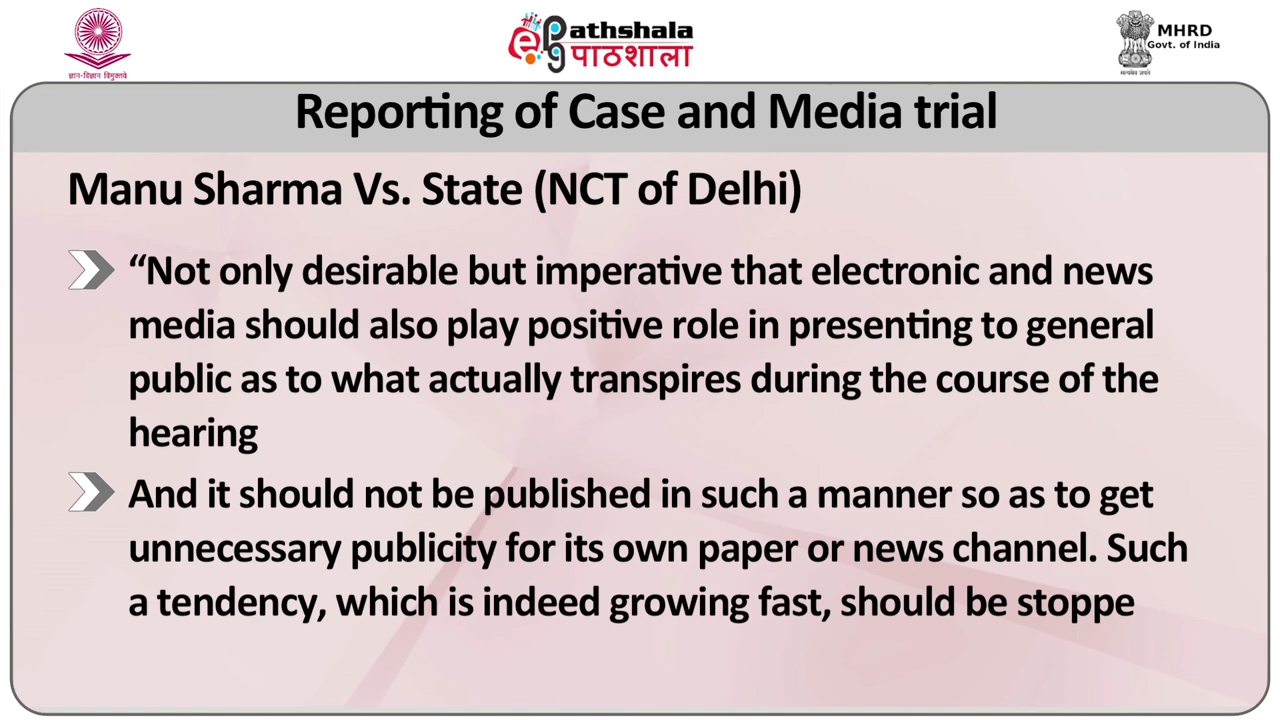 ज्ञान-विज्ञान विमुक्तये
Pathshala
पाठशाला
MHRD
Govt. of India
सत्यमेव जयते
Reporting of Case and Media trial
Manu Sharma Vs. State (NCT of Delhi)
“Not only desirable but imperative that electronic and news
media should also play positive role in presenting to general
public as to what actually transpires during the course of the
hearing
And it should not be published in such a manner so as to get
unnecessary publicity for its own paper or news channel. Such
a tendency, which is indeed growing fast, should be stoppe